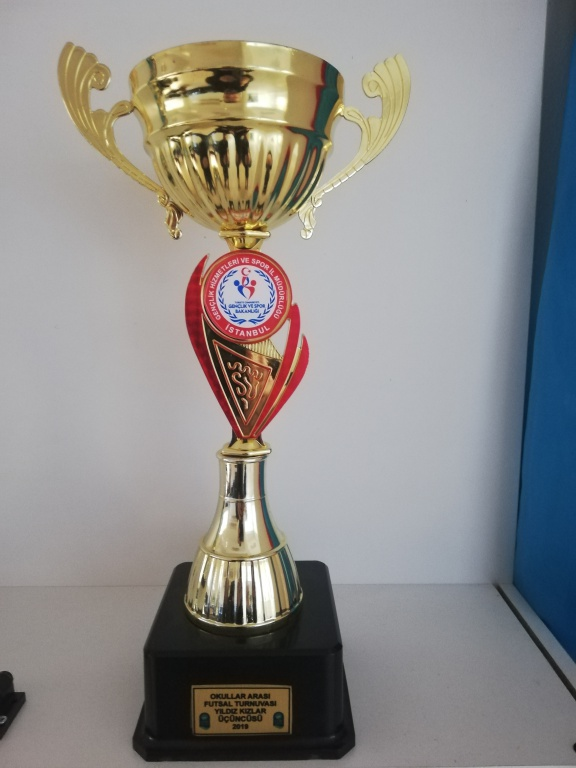 GENÇLİK HİZMETLERİ VE SPOR İL MÜDÜRLÜĞÜ
GENÇLİK VE SPOR
BAKANLIĞI
İSTANBUL
OKULLAR ARASI
FUTSAL TURNUVASI
YILDIZ KIZLAR
ÜÇÜNCÜSÜ
2019